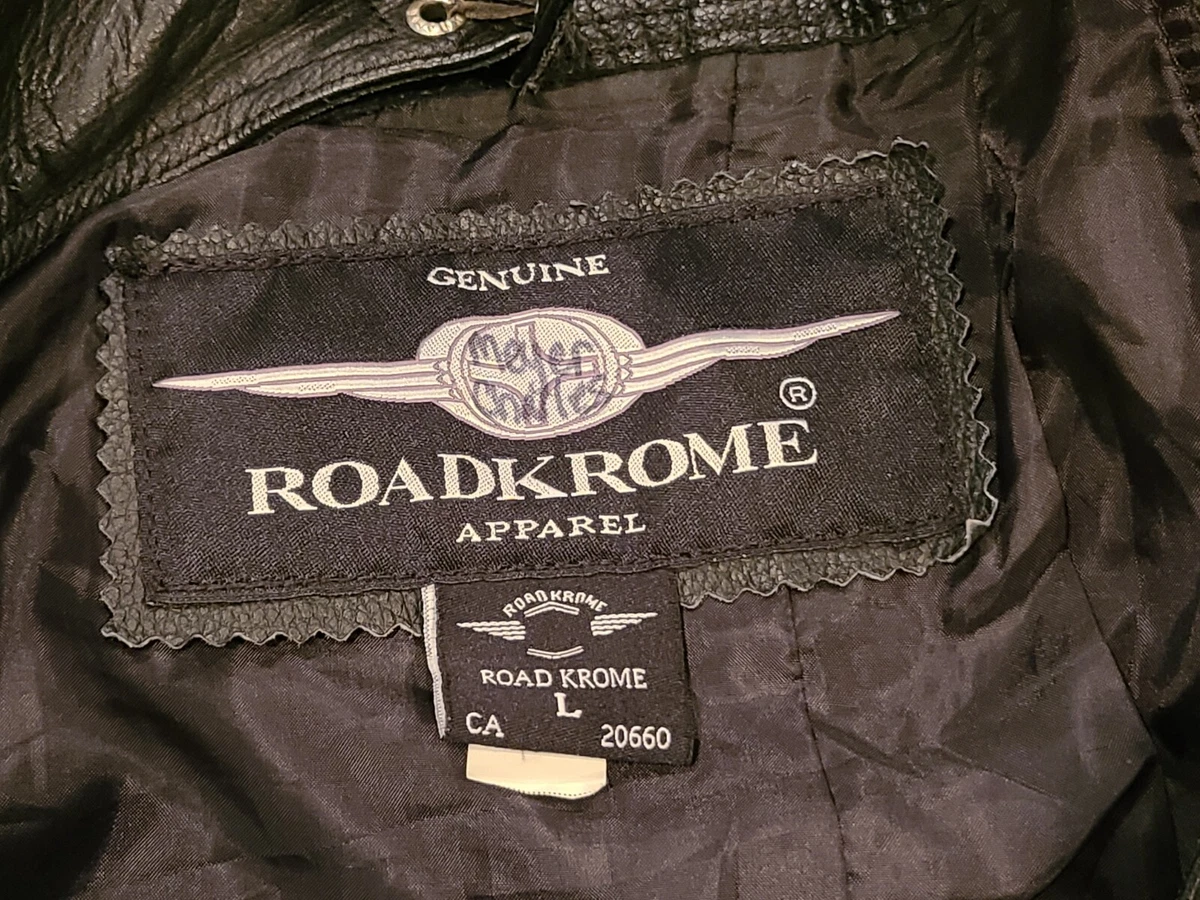 GENUINE
®
ROADKROME
APPAREL
ROAD KROME
ROAD KROME
L
CA 20660